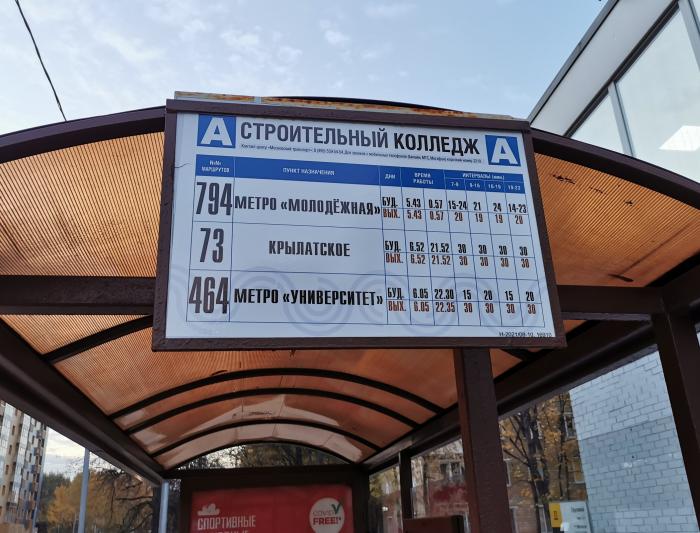 А СТРОИТЕЛЬНЫЙ КОЛЛЕДЖ А
№№ МАРШРУТОВ ПУНКТ НАЗНАЧЕНИЯ ДНИ ВРЕМЯ РАБОТЫ ИНТЕРВАЛЫ (мин.)
7-9 9-16 16-19 19-23
794 МЕТРО «МОЛОДЁЖНАЯ» БУД. 5.43 0.57 15-24 21 24 14-23
ВЫХ. 5.43 0.57 20 19 19 20
73 КРЫЛАТСКОЕ БУД. 6.52 21.52 30 30 30 30
ВЫХ. 6.52 21.52 30 30 30 30
464 МЕТРО «УНИВЕРСИТЕТ» БУД. 6.05 22.30 15 20 15 20
ВЫХ. 6.05 22.35 30 30 30 30
СПОРТИВНЫЕ
COVID
FREE!*